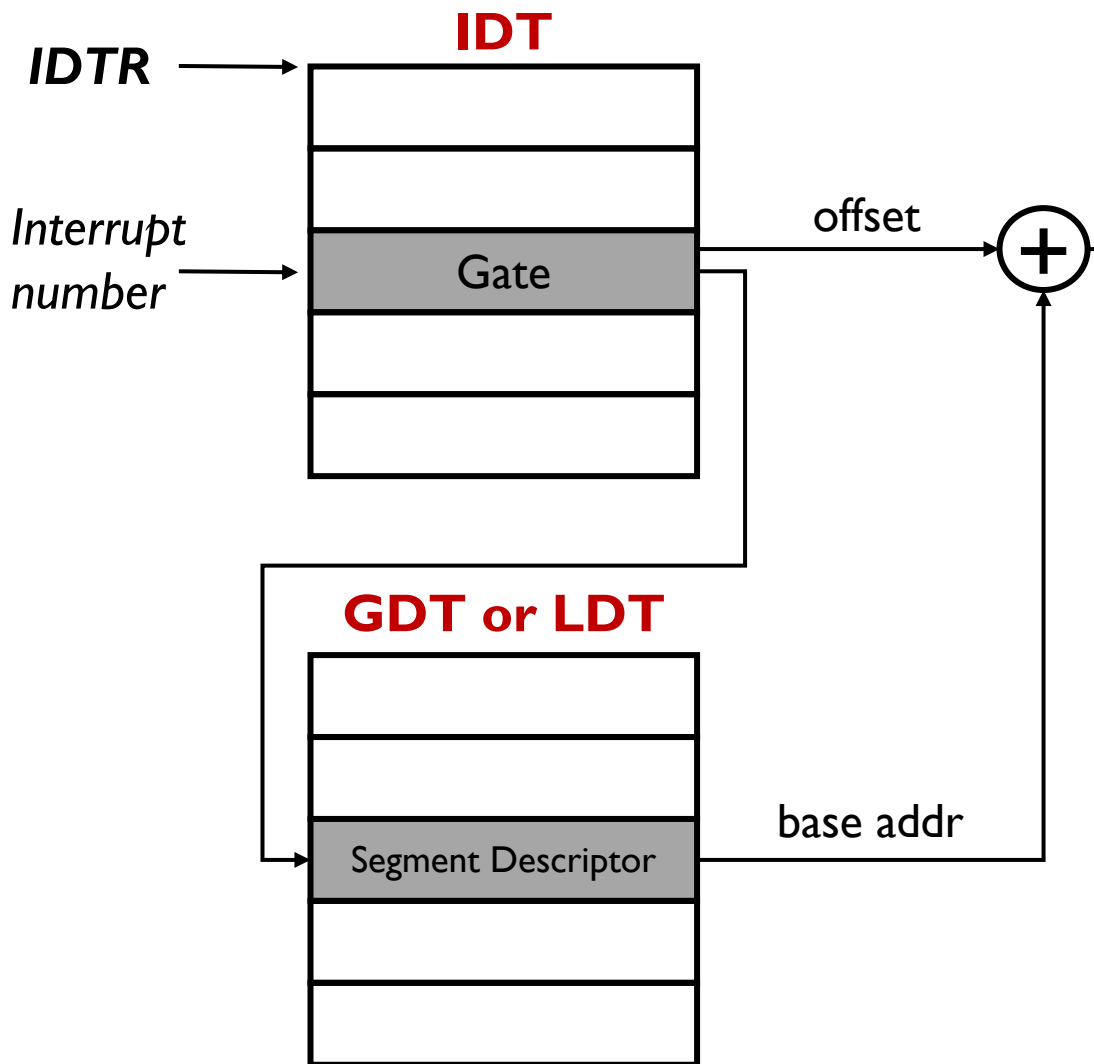 IDT
IDTR
Interrupt
number
Gate
offset
+
GDT or LDT
Segment Descriptor
base addr